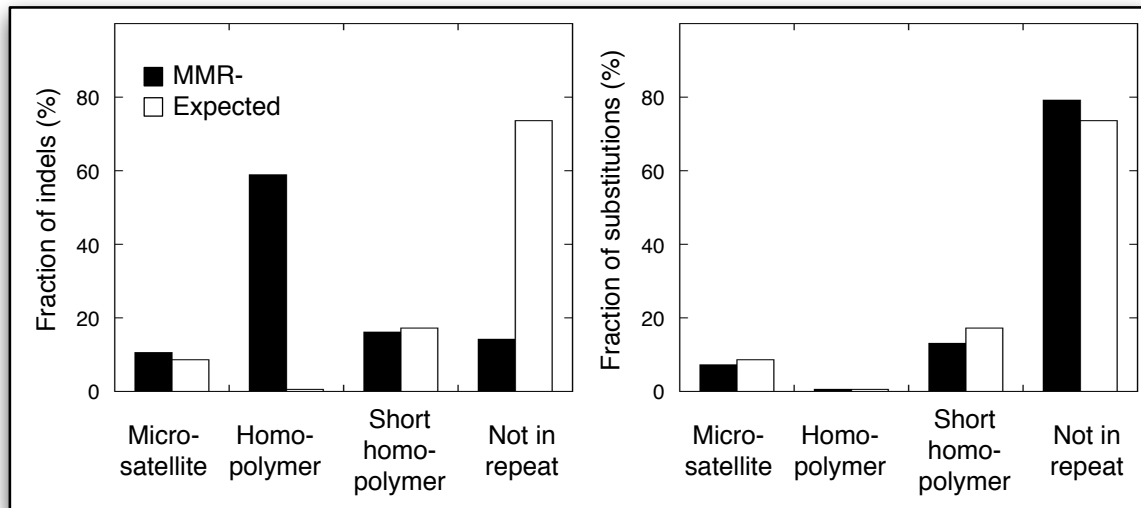 MMR-
Expected
Fraction of indels (%)
80
60
40
20
0
Micro-
satellite
Homo-
polymer
Short
homo-
polymer
Not in
repeat
Fraction of substitutions (%)
80
60
40
20
0
Micro-
satellite
Homo-
polymer
Short
homo-
polymer
Not in
repeat